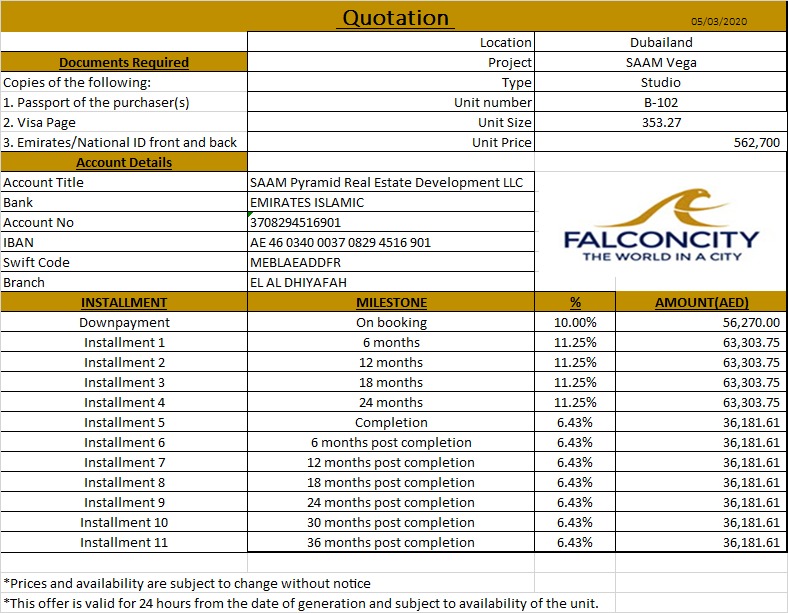 Quotation 05/03/2020
Location Dubailand
Documents Required Project SAAM Vega
Copies of the following: Type Studio
1. Passport of the purchaser(s) Unit number B-102
2. Visa Page Unit Size 353.27
3. Emirates/National ID front and back Unit Price 562,700
Account Details
Account Title SAAM Pyramid Real Estate Development LLC
Bank EMIRATES ISLAMIC
Account No 3708294516901
IBAN AE 46 0340 0037 0829 4516 901
Swift Code MEBLAEADDFR
Branch EL AL DHIYAFAH
FALCONCITY
THE WORLD IN A CITY
INSTALLMENT MILESTONE % AMOUNT(AED)
Downpayment On booking 10.00% 56,270.00
Installment 1 6 months 11.25% 63,303.75
Installment 2 12 months 11.25% 63,303.75
Installment 3 18 months 11.25% 63,303.75
Installment 4 24 months 11.25% 63,303.75
Installment 5 Completion 6.43% 36,181.61
Installment 6 6 months post completion 6.43% 36,181.61
Installment 7 12 months post completion 6.43% 36,181.61
Installment 8 18 months post completion 6.43% 36,181.61
Installment 9 24 months post completion 6.43% 36,181.61
Installment 10 30 months post completion 6.43% 36,181.61
Installment 11 36 months post completion 6.43% 36,181.61
*Prices and availability are subject to change without notice
*This offer is valid for 24 hours from the date of generation and subject to availability of the unit.